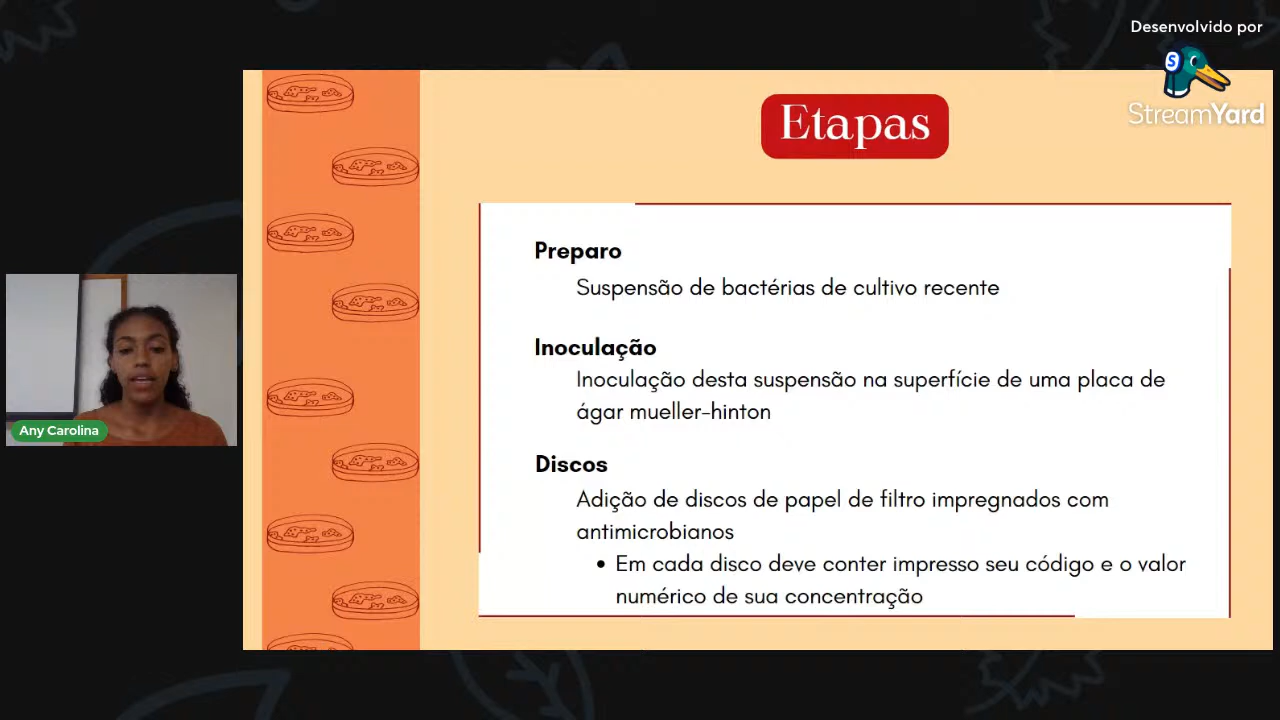 Desenvolvido por
S
StreamYard
Etapas
Preparo
Suspensão de bactérias de cultivo recente
Inoculação
Inoculação desta suspensão na superfície de uma placa de
ágar mueller-hinton
Discos
Adição de discos de papel de filtro impregnados com
antimicrobianos
• Em cada disco deve conter impresso seu código e o valor
numérico de sua concentração
Any Carolina